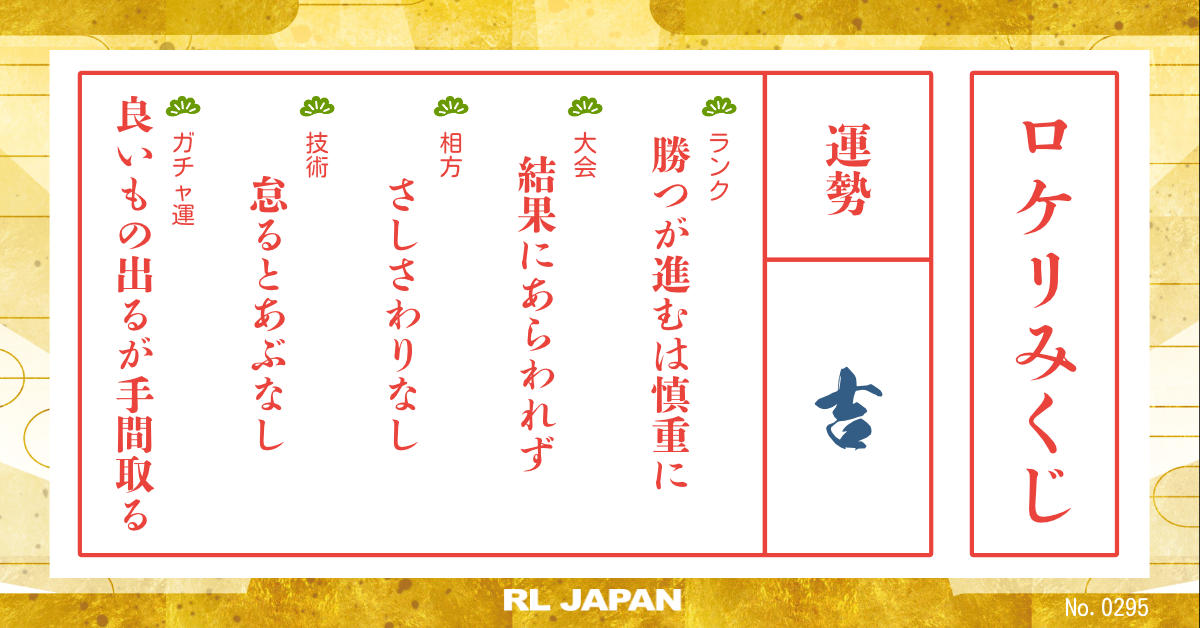 ロケリみくじ
運勢
吉
ランク
勝つが進むは慎重に
大会
結果にあらわれず
相方
さしさわりなし
技術
怠るとあぶなし
ガチャ運
良いもの出るが手間取る
RL JAPAN
No. 0295